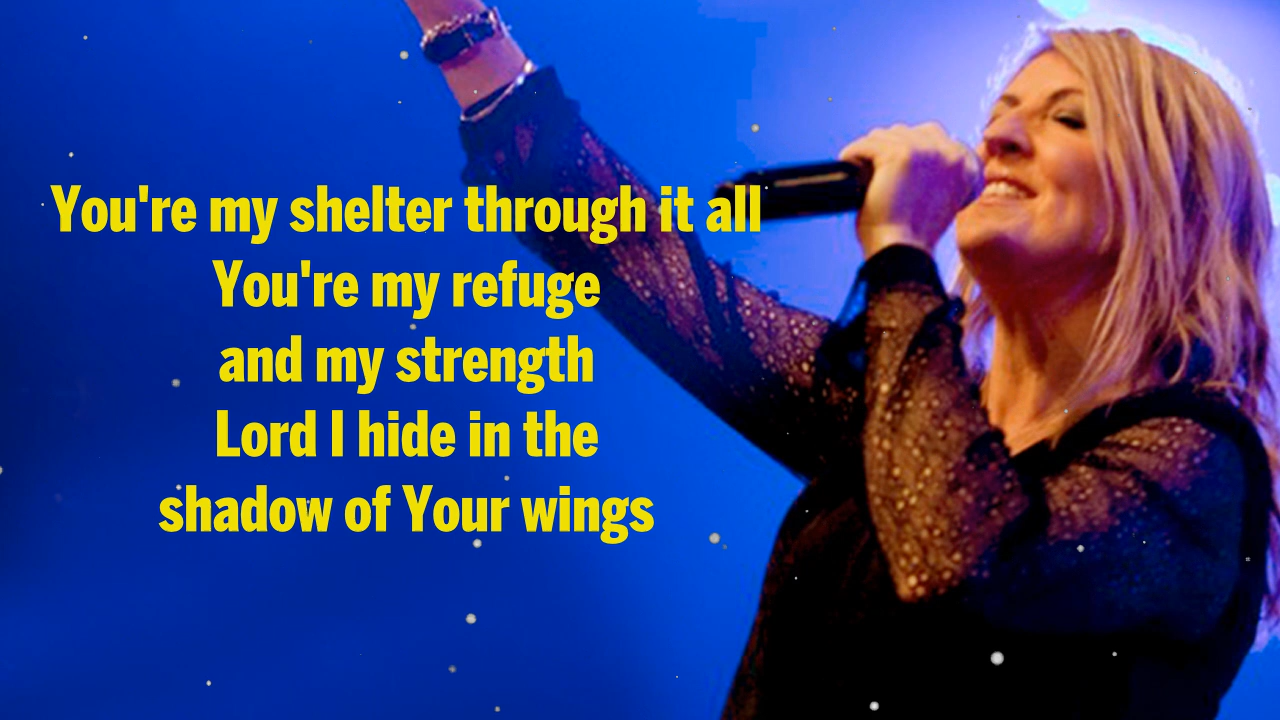 You're my shelter through it all
You're my refuge
and my strength
Lord I hide in the
shadow of Your wings